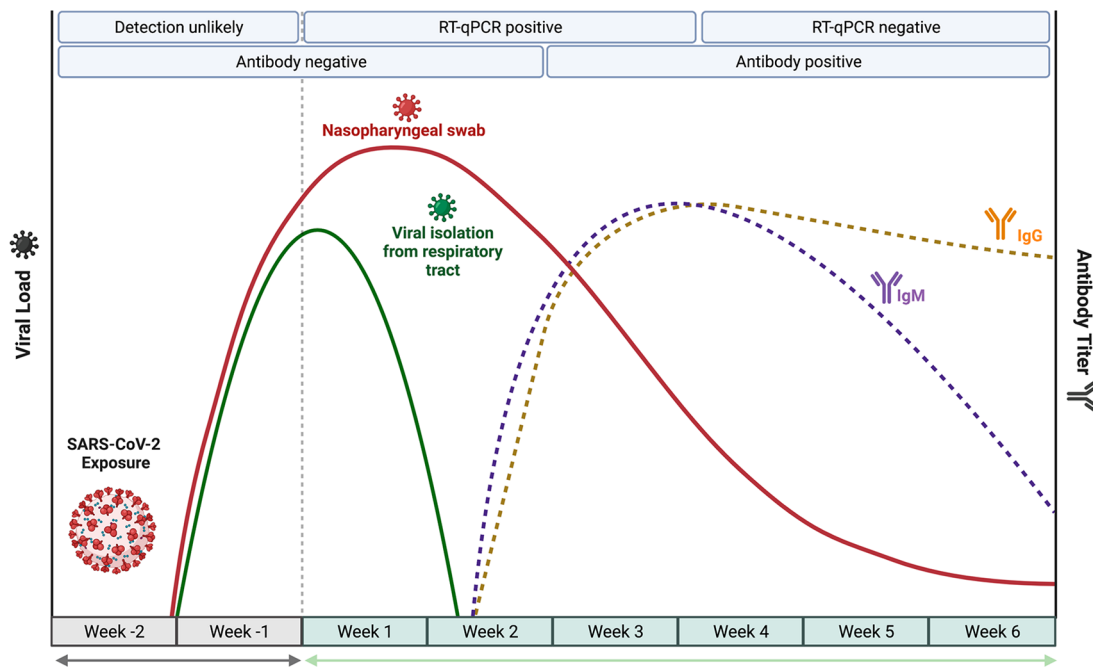 Detection unlikely
RT-qPCR positive
RT-qPCR negative
Antibody negative
Antibody positive
Nasopharyngeal swab
Viral isolation
from respiratory
tract
IgG
IgM
Viral Load
Antibody Titer
SARS-CoV-2
Exposure
Week -2
Week -1
Week 1
Week 2
Week 3
Week 4
Week 5
Week 6